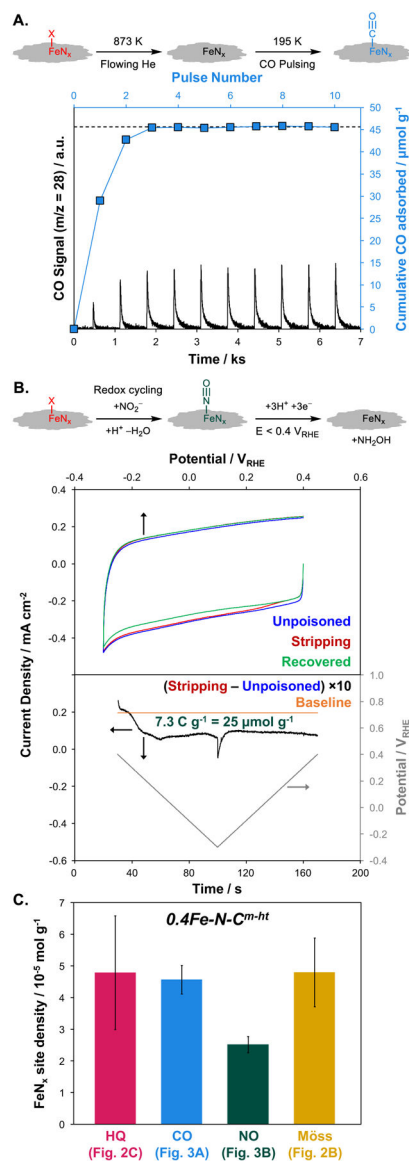 A.
X
FeNx
873 K
Flowing He
FeNx
195 K
CO Pulsing
O
C
FeNx
Pulse Number
0 2 4 6 8 10
CO Signal (m/z = 28) / a.u.
50
45
40
35
30
25
20
15
10
5
0
Cumulative CO adsorbed / µmol g⁻¹
0 1 2 3 4 5 6 7
Time / ks
B.
X
FeNx
Redox cycling
+NO₂⁻
+H⁺ –H₂O
O
N
FeNx
+3H⁺ +3e⁻
E < 0.4 VRHE
FeNx
+NH₂OH
Potential / VRHE
-0.4 -0.2 0.0 0.2 0.4 0.6
0.4
0.2
0.0
-0.2
-0.4
Unpoisoned
Stripping
Recovered
Current Density / mA cm⁻²
(Stripping – Unpoisoned) ×10
Baseline
7.3 C g⁻¹ = 25 µmol g⁻¹
0.2
0.0
-0.2
-0.4
-0.6
1.0
0.8
0.6
0.4
0.2
0.0
-0.2
-0.4
Potential / VRHE
0 40 80 120 160 200
Time / s
C.
0.4Fe-N-Cm-ht
FeNx site density / 10⁻⁵ mol g⁻¹
7
6
5
4
3
2
1
0
HQ CO NO Möss
(Fig. 2C) (Fig. 3A) (Fig. 3B) (Fig. 2B)